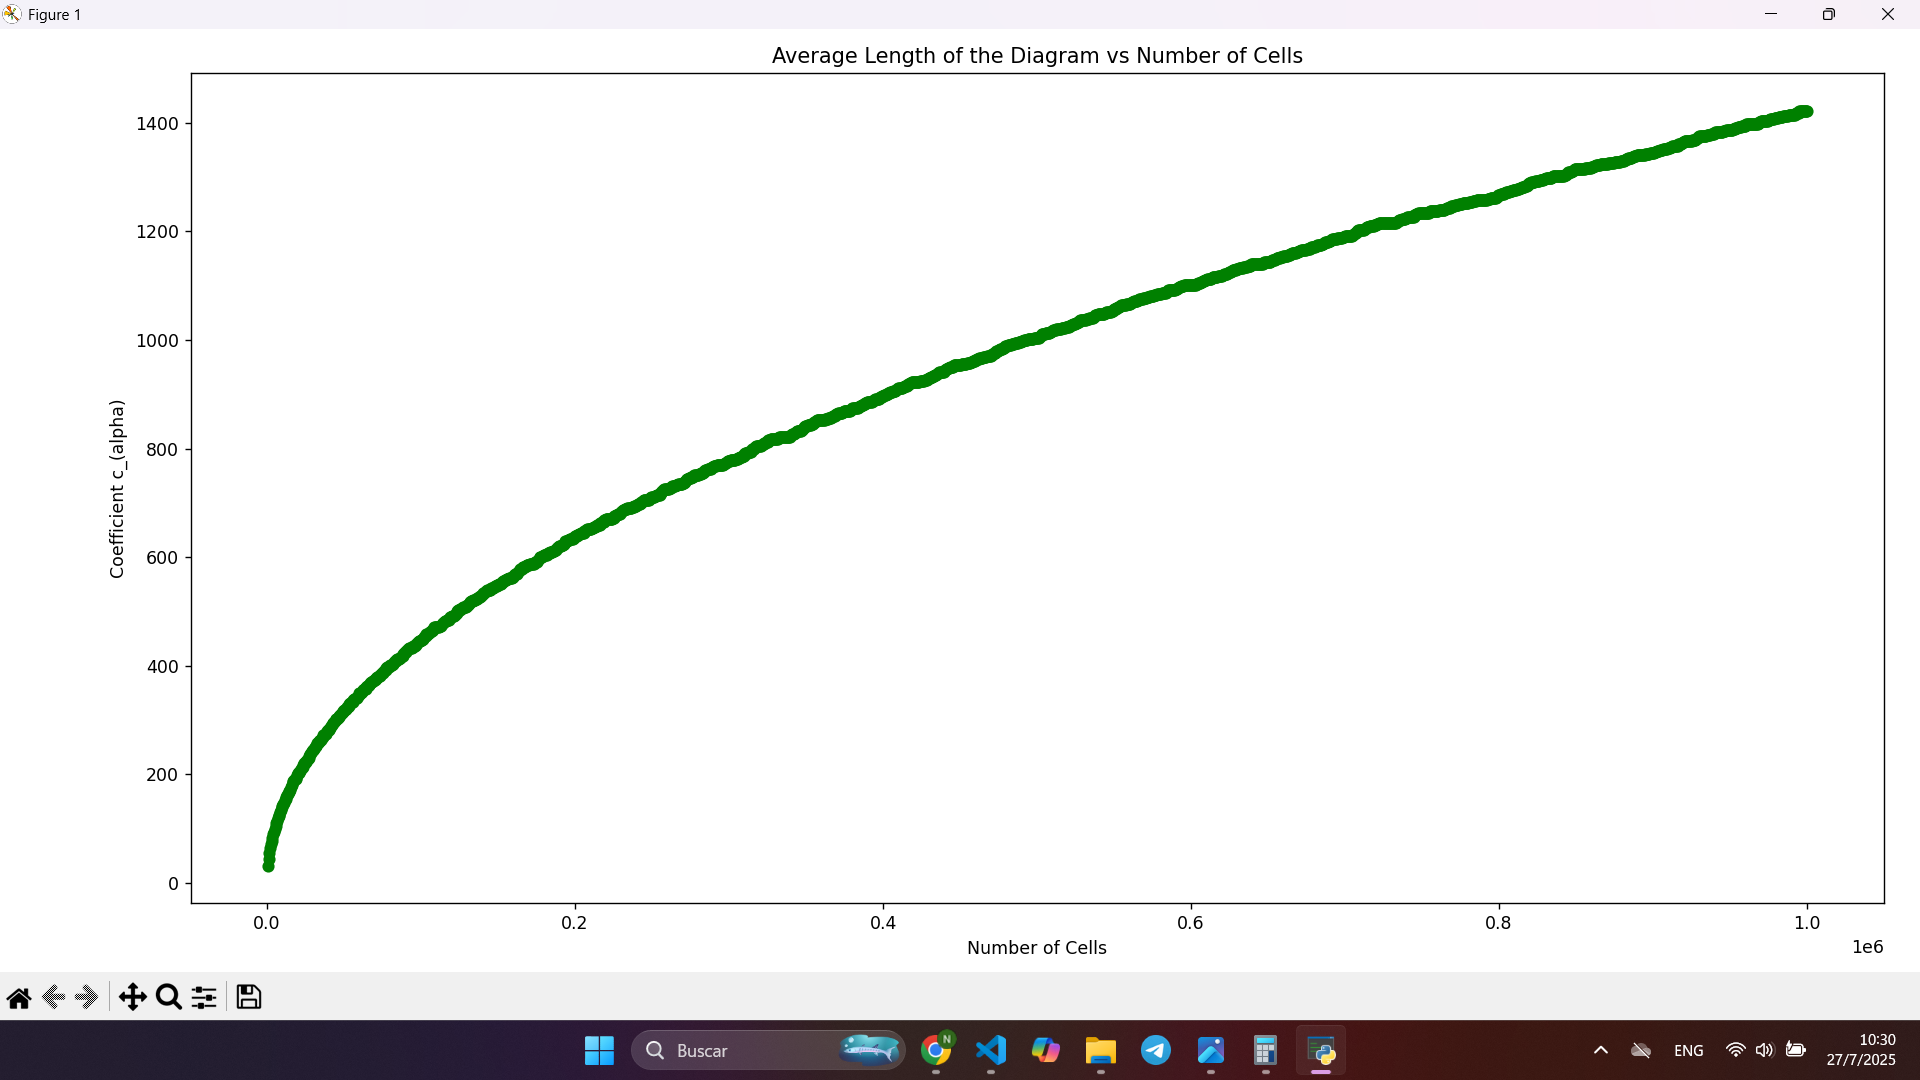 Figure 1
Average Length of the Diagram vs Number of Cells
1400
1200
1000
800
600
400
200
0
Coefficient c_(alpha)
0.0 0.2 0.4 0.6 0.8 1.0
1e6
Number of Cells
Buscar
N
ENG
10:30
27/7/2025